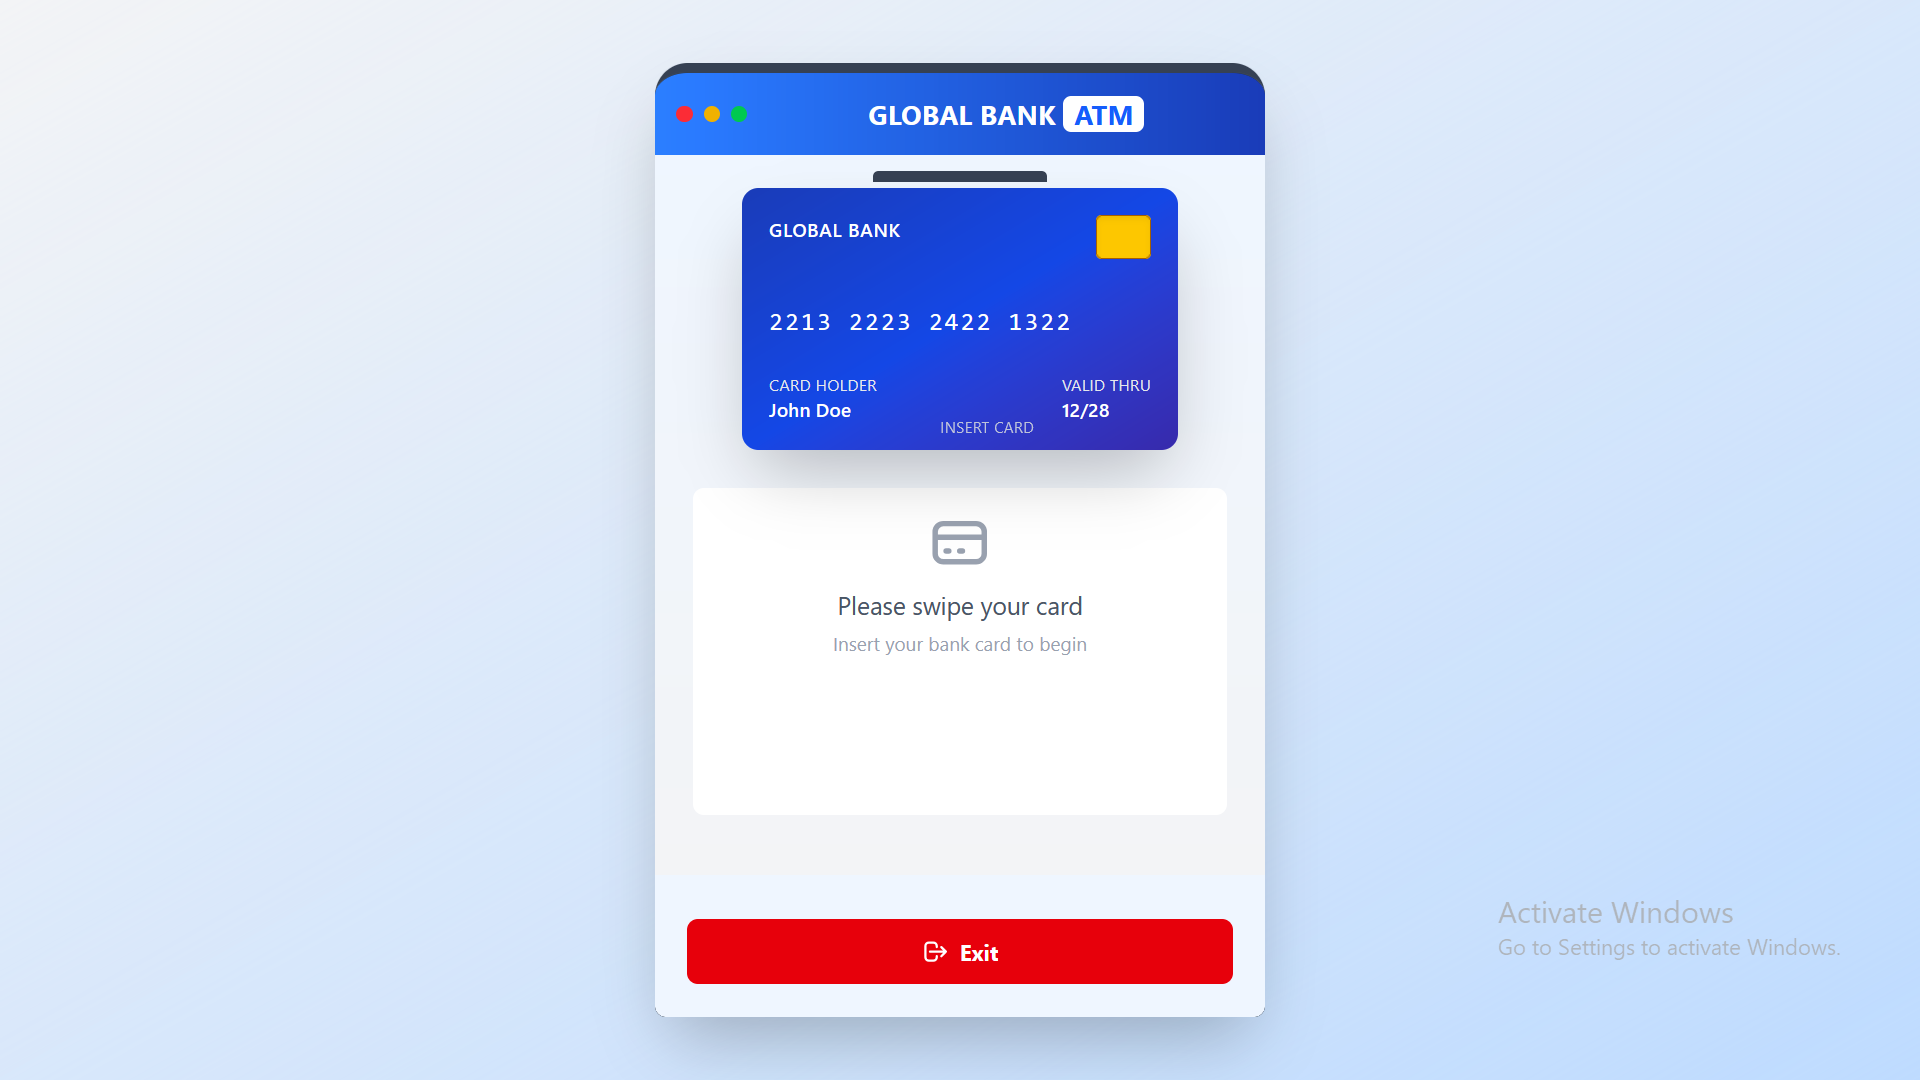 GLOBAL BANK ATM
GLOBAL BANK
2213 2223 2422 1322
CARD HOLDER
John Doe
VALID THRU
12/28
INSERT CARD
Please swipe your card
Insert your bank card to begin
Exit
Activate Windows
Go to Settings to activate Windows.